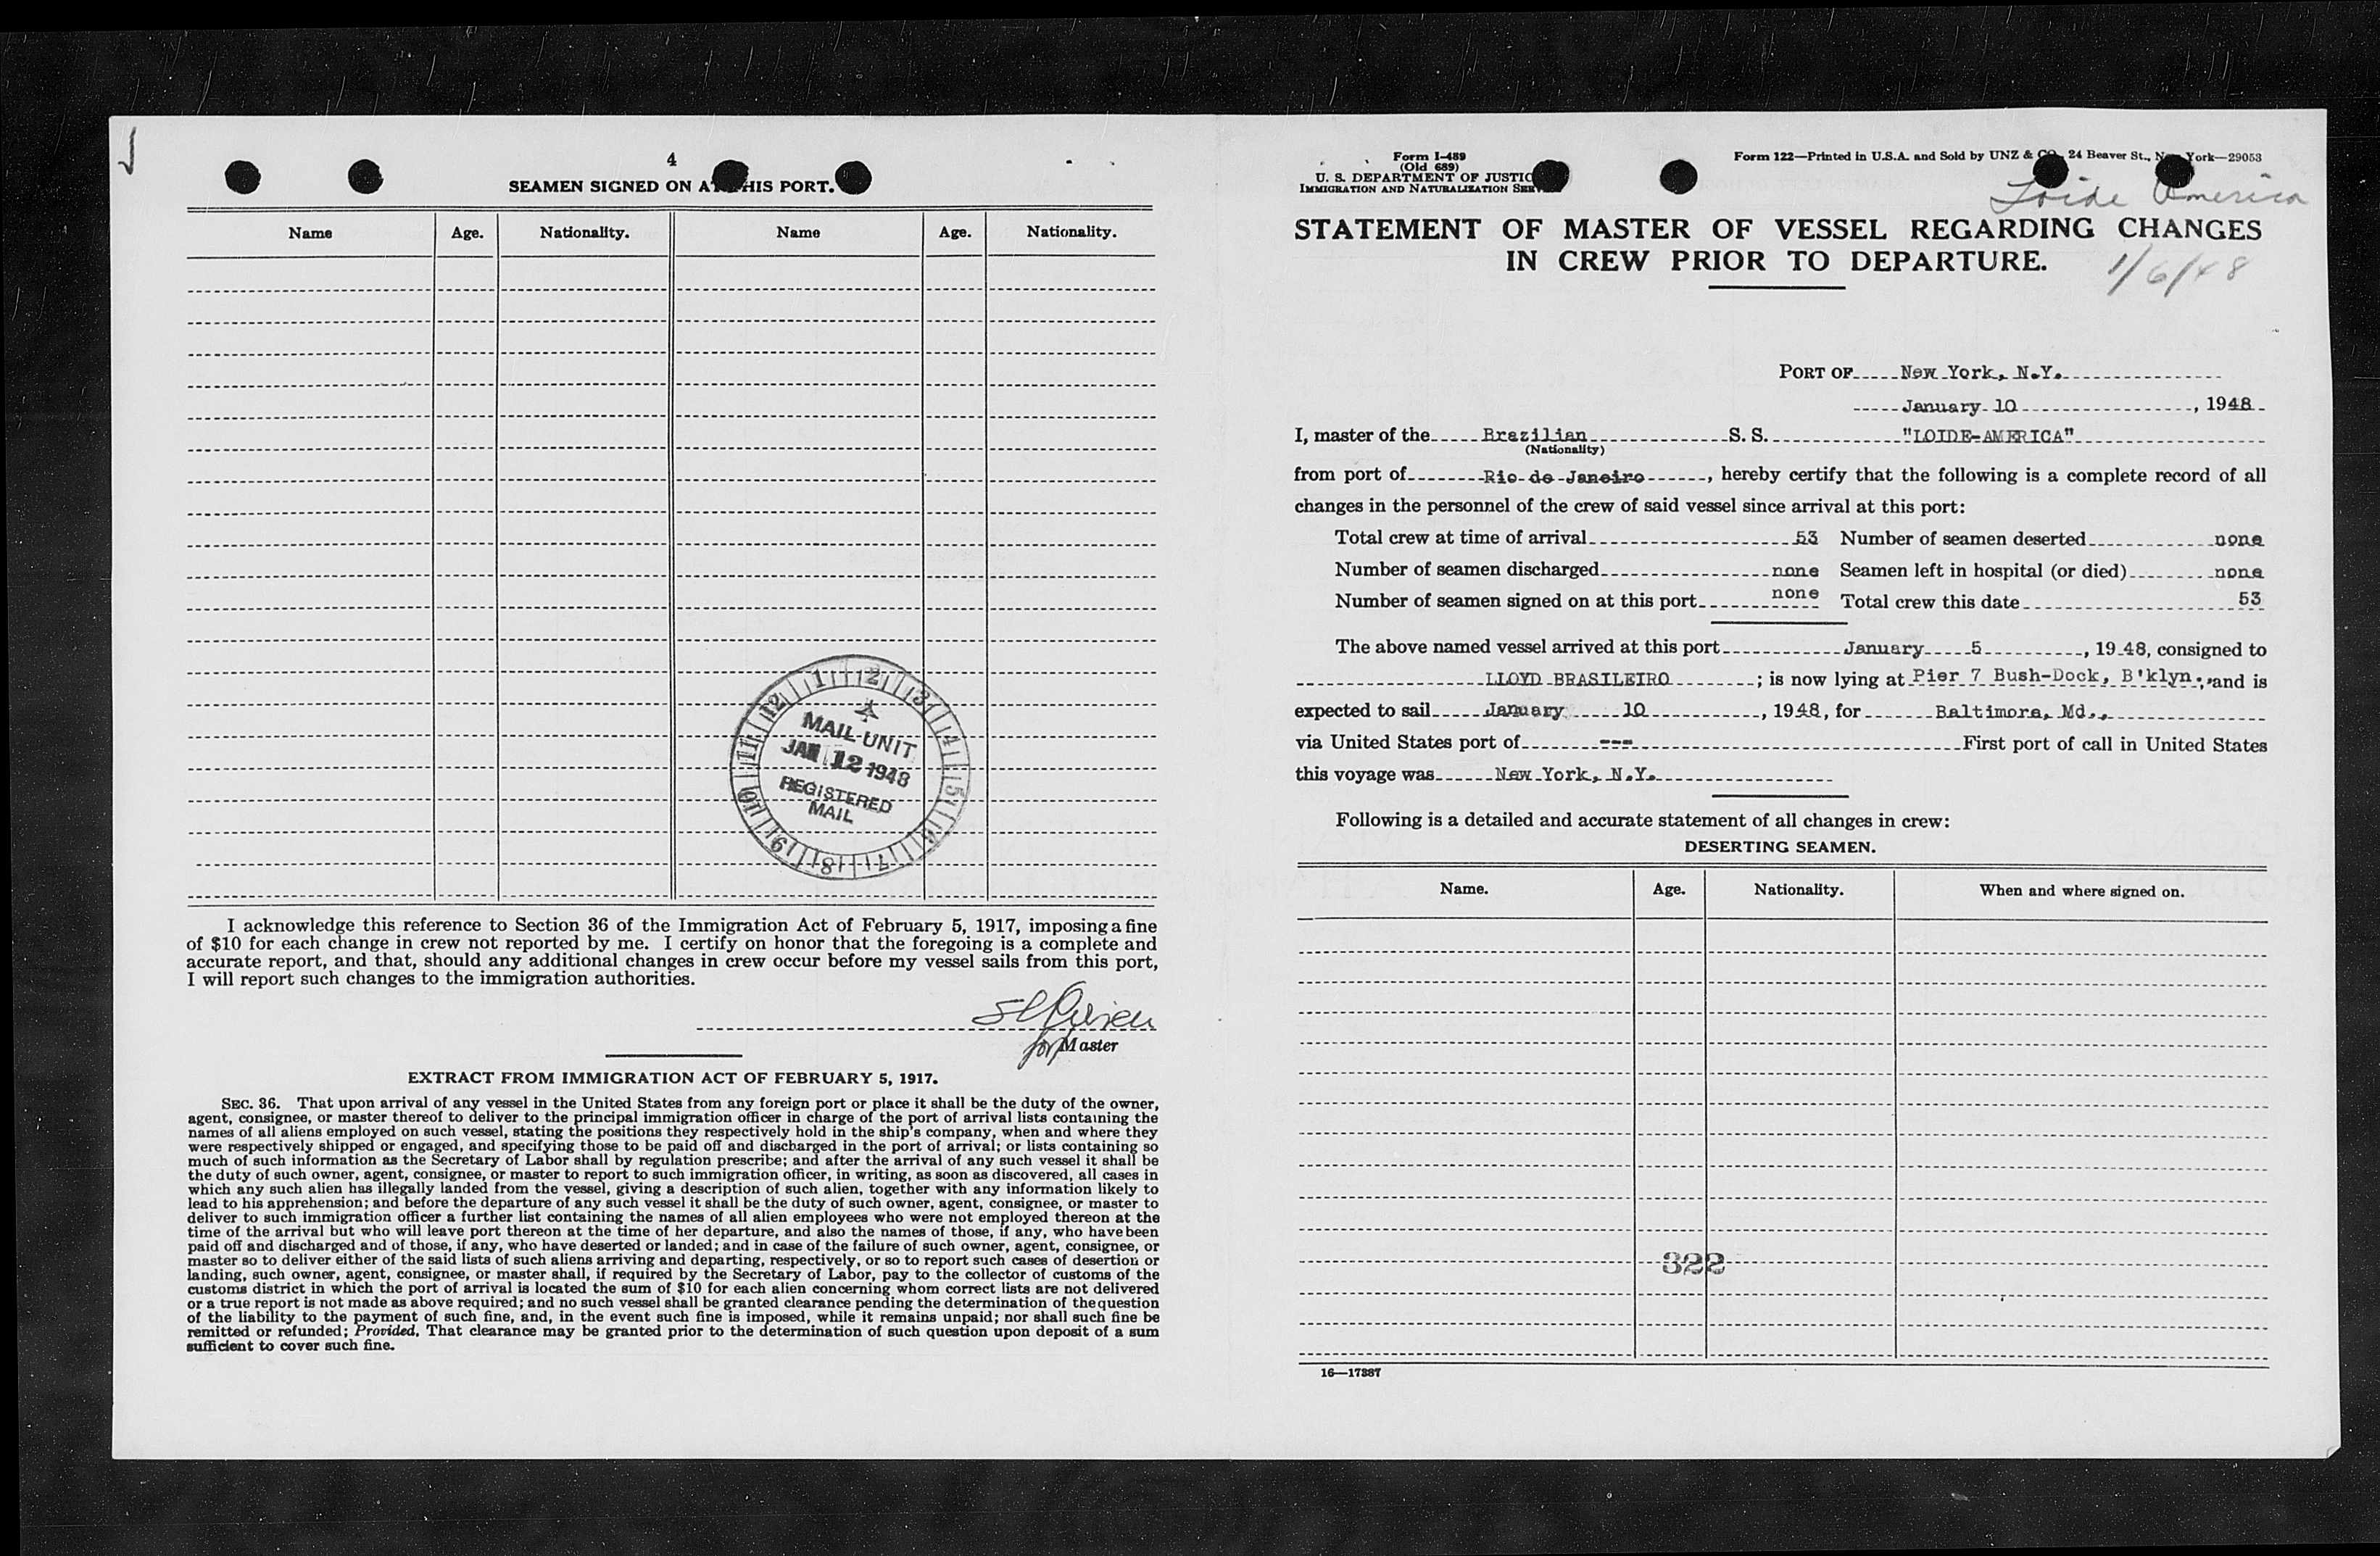 4
SEAMEN SIGNED ON AT THIS PORT.
Name Age. Nationality. Name Age. Nationality.
12 1 2 3 4 5 6 7 8 9 10 11
MAIL UNIT
JAN 12 1948
REGISTERED
MAIL
I acknowledge this reference to Section 36 of the Immigration Act of February 5, 1917, imposing a fine
of $10 for each change in crew not reported by me. I certify on honor that the foregoing is a complete and
accurate report, and that, should any additional changes in crew occur before my vessel sails from this port,
I will report such changes to the immigration authorities.
for Master
EXTRACT FROM IMMIGRATION ACT OF FEBRUARY 5, 1917.
SEC. 36. That upon arrival of any vessel in the United States from any foreign port or place it shall be the duty of the owner,
agent, consignee, or master thereof to deliver to the principal immigration officer in charge of the port of arrival lists containing the
names of all aliens employed on such vessel, stating the positions they respectively hold in the ship's company, when and where they
were respectively shipped or engaged, and specifying those to be paid off and discharged in the port of arrival; or lists containing so
much of such information as the Secretary of Labor shall by regulation prescribe; and after the arrival of any such vessel it shall be
the duty of such owner, agent, consignee, or master to report to such immigration officer, in writing, as soon as discovered, all cases in
which any such alien has illegally landed from the vessel, giving a description of such alien, together with any information likely to
lead to his apprehension; and before the departure of any such vessel it shall be the duty of such owner, agent, consignee, or master to
deliver to such immigration officer a further list containing the names of all alien employees who were not employed thereon at the
time of the arrival but who will leave port thereon at the time of her departure, and also the names of those, if any, who have been
paid off and discharged and of those, if any, who have deserted or landed; and in case of the failure of such owner, agent, consignee, or
master so to deliver either of the said lists of such aliens arriving and departing, respectively, or so to report such cases of desertion or
landing, such owner, agent, consignee, or master shall, if required by the Secretary of Labor, pay to the collector of customs of the
customs district in which the port of arrival is located the sum of $10 for each alien concerning whom correct lists are not delivered
or a true report is not made as above required; and no such vessel shall be granted clearance pending the determination of the question
of the liability to the payment of such fine, and, in the event such fine is imposed, while it remains unpaid; nor shall such fine be
remitted or refunded; Provided, That clearance may be granted prior to the determination of such question upon deposit of a sum
sufficient to cover such fine.
Form I-489
(Old 689)
U. S. DEPARTMENT OF JUSTICE
IMMIGRATION AND NATURALIZATION SERVICE
Form 122—Printed in U.S.A. and Sold by UNZ & CO., 24 Beaver St., New York—29053
Loide America
STATEMENT OF MASTER OF VESSEL REGARDING CHANGES
IN CREW PRIOR TO DEPARTURE.
1/6/48
PORT OF New York, N.Y.
January 10, 1948
I, master of the Brazilian S. S. "LOIDE-AMERICA"
(Nationality)
from port of Rio de Janeiro, hereby certify that the following is a complete record of all
changes in the personnel of the crew of said vessel since arrival at this port:
Total crew at time of arrival 53 Number of seamen deserted none
Number of seamen discharged none Seamen left in hospital (or died) none
Number of seamen signed on at this port none Total crew this date 53
The above named vessel arrived at this port January 5, 1948, consigned to
LLOYD BRASILEIRO; is now lying at Pier 7 Bush-Dock, B'klyn., and is
expected to sail January 10, 1948, for Baltimore, Md.,
via United States port of --- First port of call in United States
this voyage was New York, N.Y.
Following is a detailed and accurate statement of all changes in crew:
DESERTING SEAMEN.
Name. Age. Nationality. When and where signed on.
322
16—17387